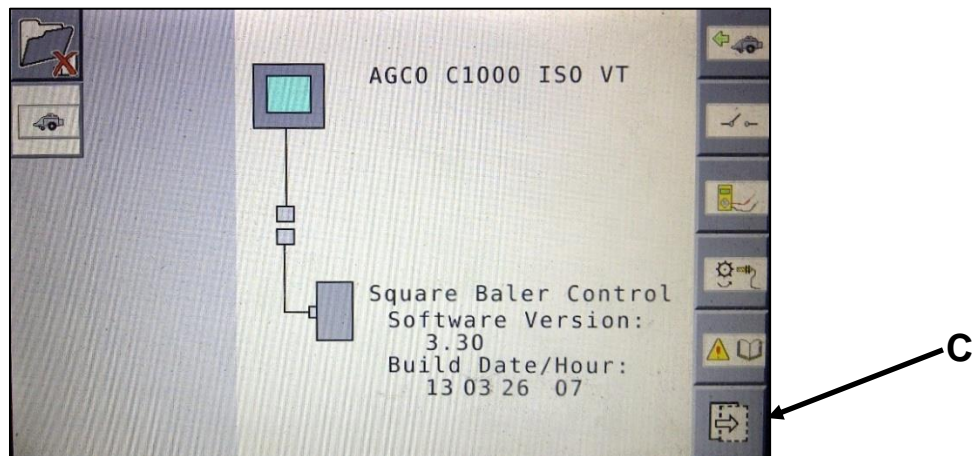 AGCO C1000 ISO VT
Square Baler Control
Software Version:
3.30
Build Date/Hour:
13 03 26 07
C